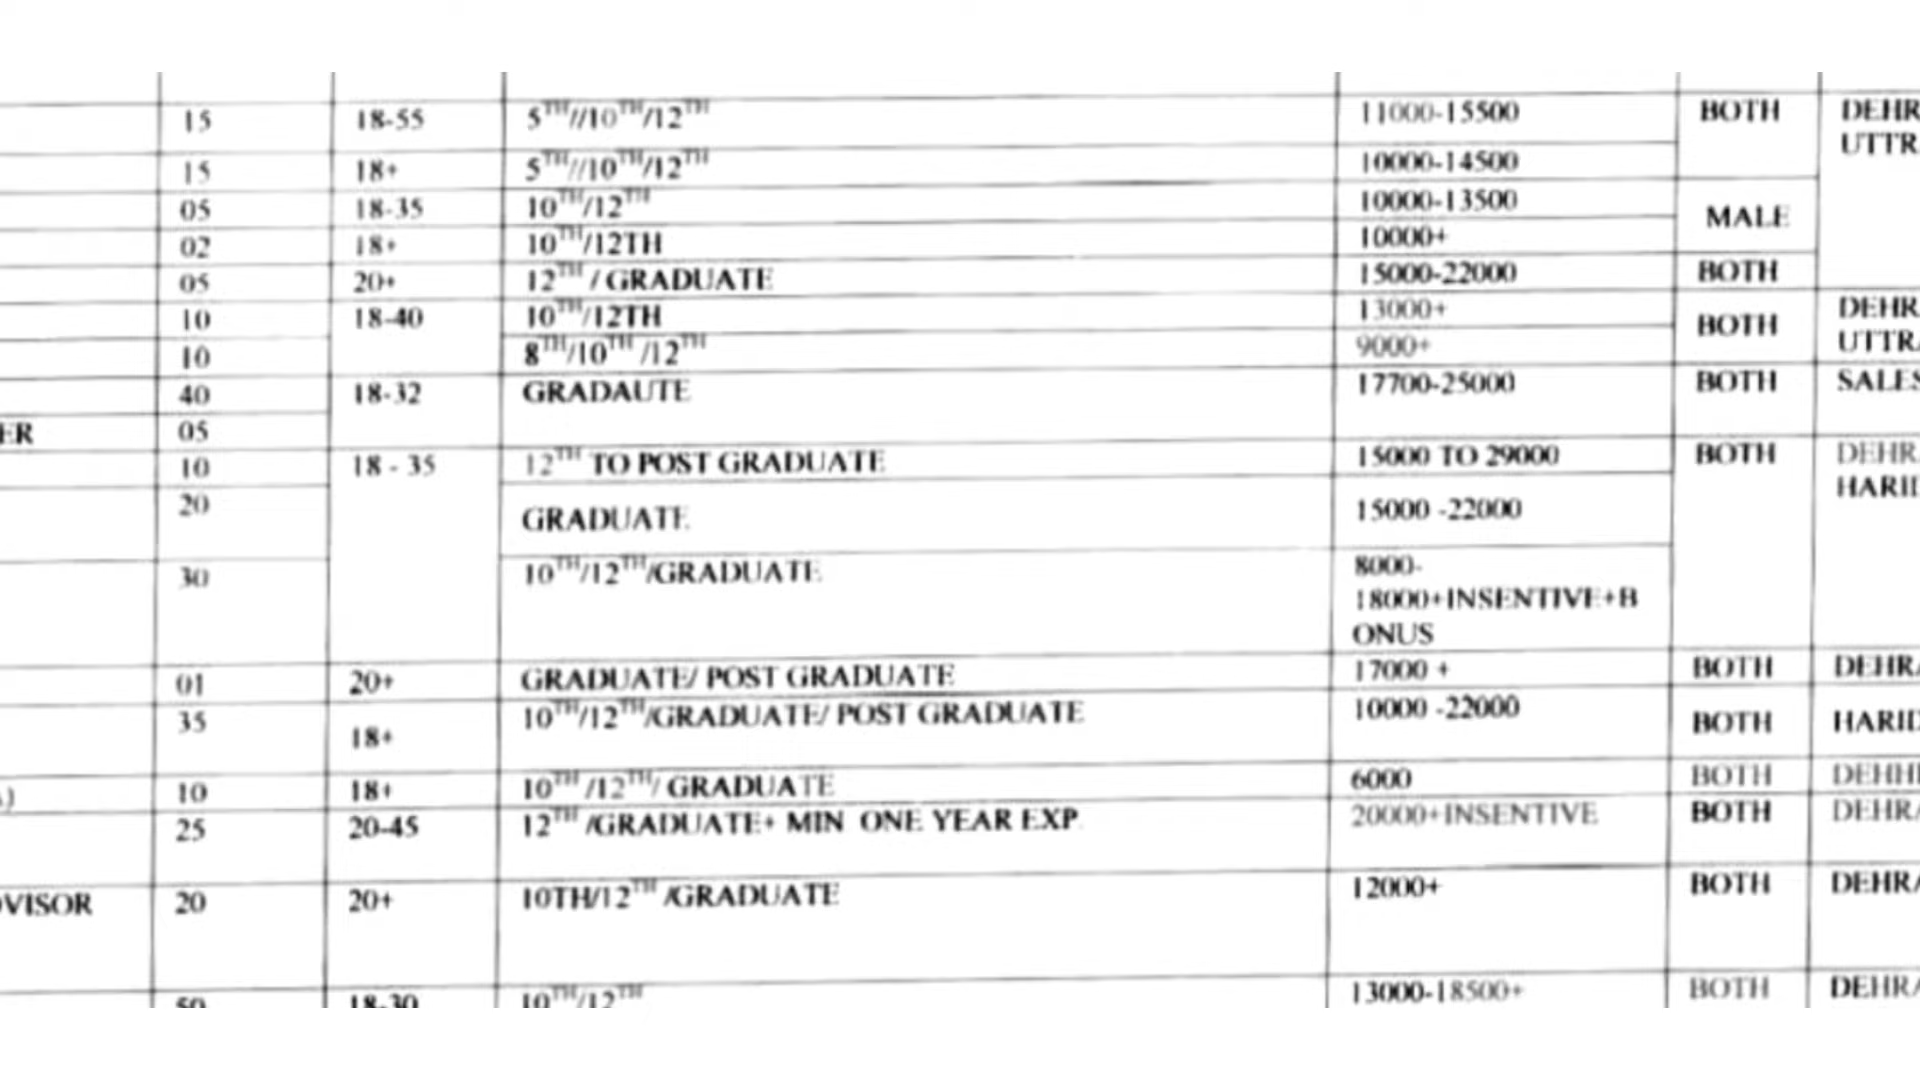 15 18-55 5TH//10TH/12TH 11000-15500 BOTH DEHR
UTTR
15 18+ 5TH//10TH/12TH 10000-14500
05 18-35 10TH/12TH 10000-13500 MALE
02 18+ 10TH/12TH 10000+
05 20+ 12TH / GRADUATE 15000-22000 BOTH
10 18-40 10TH/12TH 13000+ BOTH DEHR
10 8TH/10TH /12TH 9000+ UTTRA
40 18-32 GRADAUTE 17700-25000 BOTH SALES
ER 05
10 18 - 35 12TH TO POST GRADUATE 15000 TO 29000 BOTH DEHR
20 GRADUATE 15000 -22000 HARID
30 10TH/12TH/GRADUATE 8000-
18000+INSENTIVE+B
ONUS
01 20+ GRADUATE/ POST GRADUATE 17000 + BOTH DEHRA
35 18+ 10TH/12TH/GRADUATE/ POST GRADUATE 10000 -22000 BOTH HARID
) 10 18+ 10TH /12TH/ GRADUATE 6000 BOTH DEHH
25 20-45 12TH /GRADUATE+ MIN ONE YEAR EXP 20000+INSENTIVE BOTH DEHRA
VISOR 20 20+ 10TH/12TH /GRADUATE 12000+ BOTH DEHRA
50 18-30 10TH/12TH 13000-18500+ BOTH DEHRA